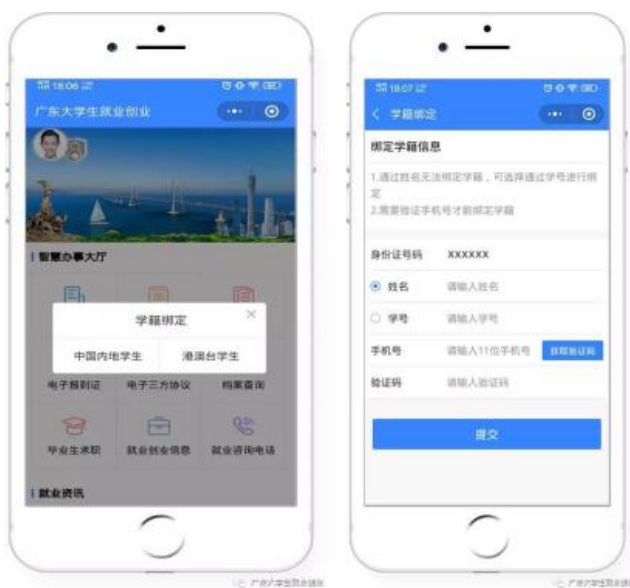 18:06
广东大学生就业创业
智慧办事大厅
学籍绑定
中国内地学生
港澳台学生
电子报到证
电子三方协议
档案查询
毕业生求职
就业创业信息
就业咨询电话
就业资讯
18:07
学籍绑定
绑定学籍信息
1.通过姓名无法绑定学籍，可选择通过学号进行绑
定
2.需要验证手机号才能绑定学籍
身份证号码
XXXXXX
姓名
请输入姓名
学号
请输入学号
手机号
请输入11位手机号
获取验证码
验证码
请输入验证码
提交